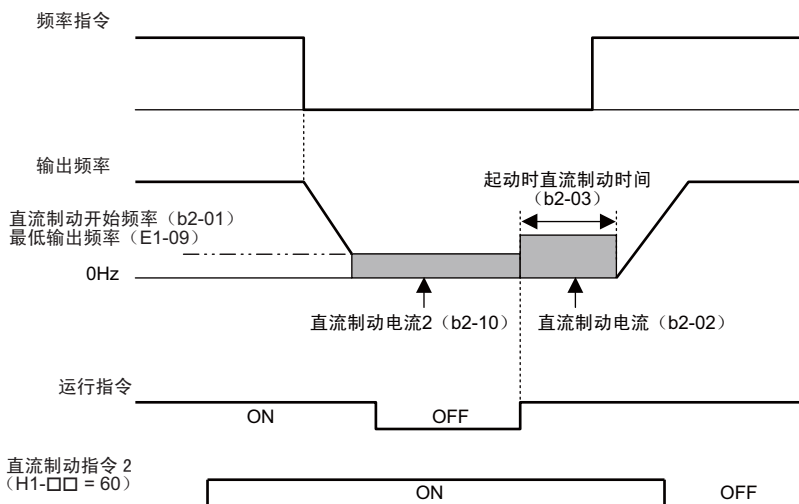 频率指令
输出频率
起动时直流制动时间
（b2-03）
直流制动开始频率（b2-01）
最低输出频率（E1-09）
0Hz
直流制动电流2（b2-10）
直流制动电流（b2-02）
运行指令
ON
OFF
直流制动指令 2
（H1-□□ = 60）
ON
OFF